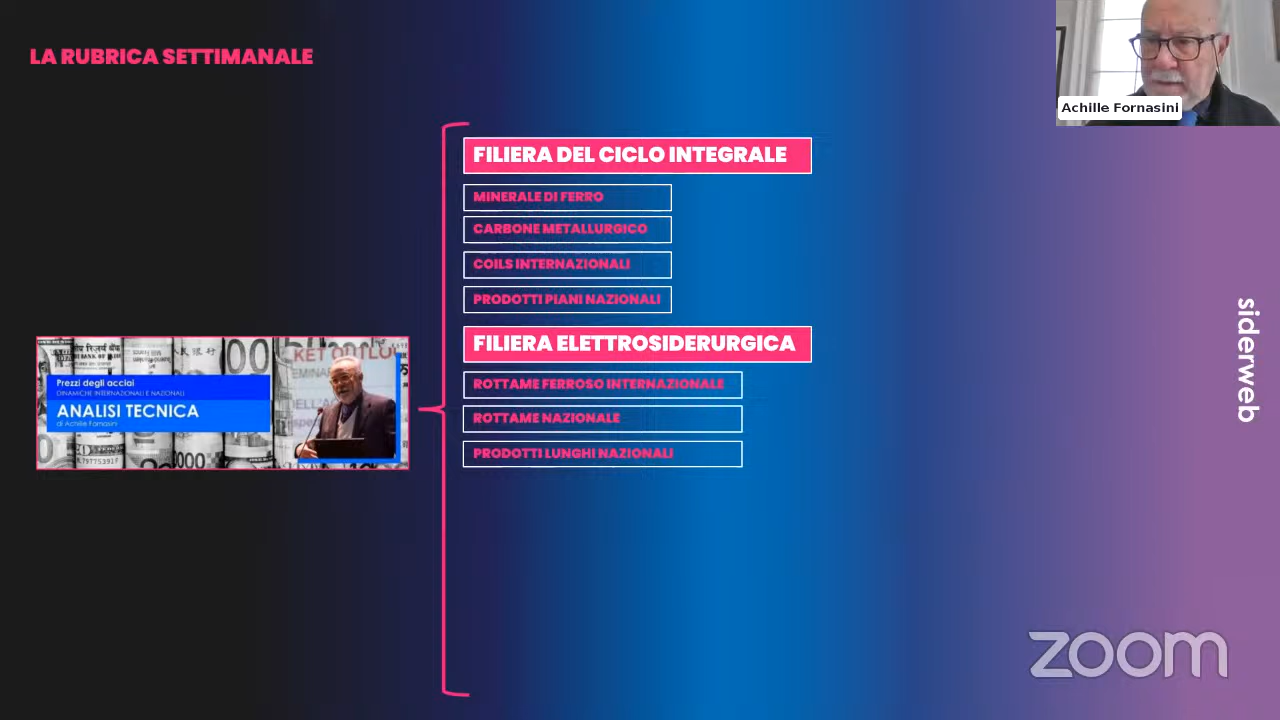 LA RUBRICA SETTIMANALE
Achille Fornasini
FILIERA DEL CICLO INTEGRALE
MINERALE DI FERRO
CARBONE METALLURGICO
COILS INTERNAZIONALI
PRODOTTI PIANI NAZIONALI
FILIERA ELETTROSIDERURGICA
ROTTAME FERROSO INTERNAZIONALE
ROTTAME NAZIONALE
PRODOTTI LUNGHI NAZIONALI
Prezzi degli acciai
DINAMICHE INTERNAZIONALI E NAZIONALI
ANALISI TECNICA
di Achille Fornasini
KET OUTLO
siderweb
zoom